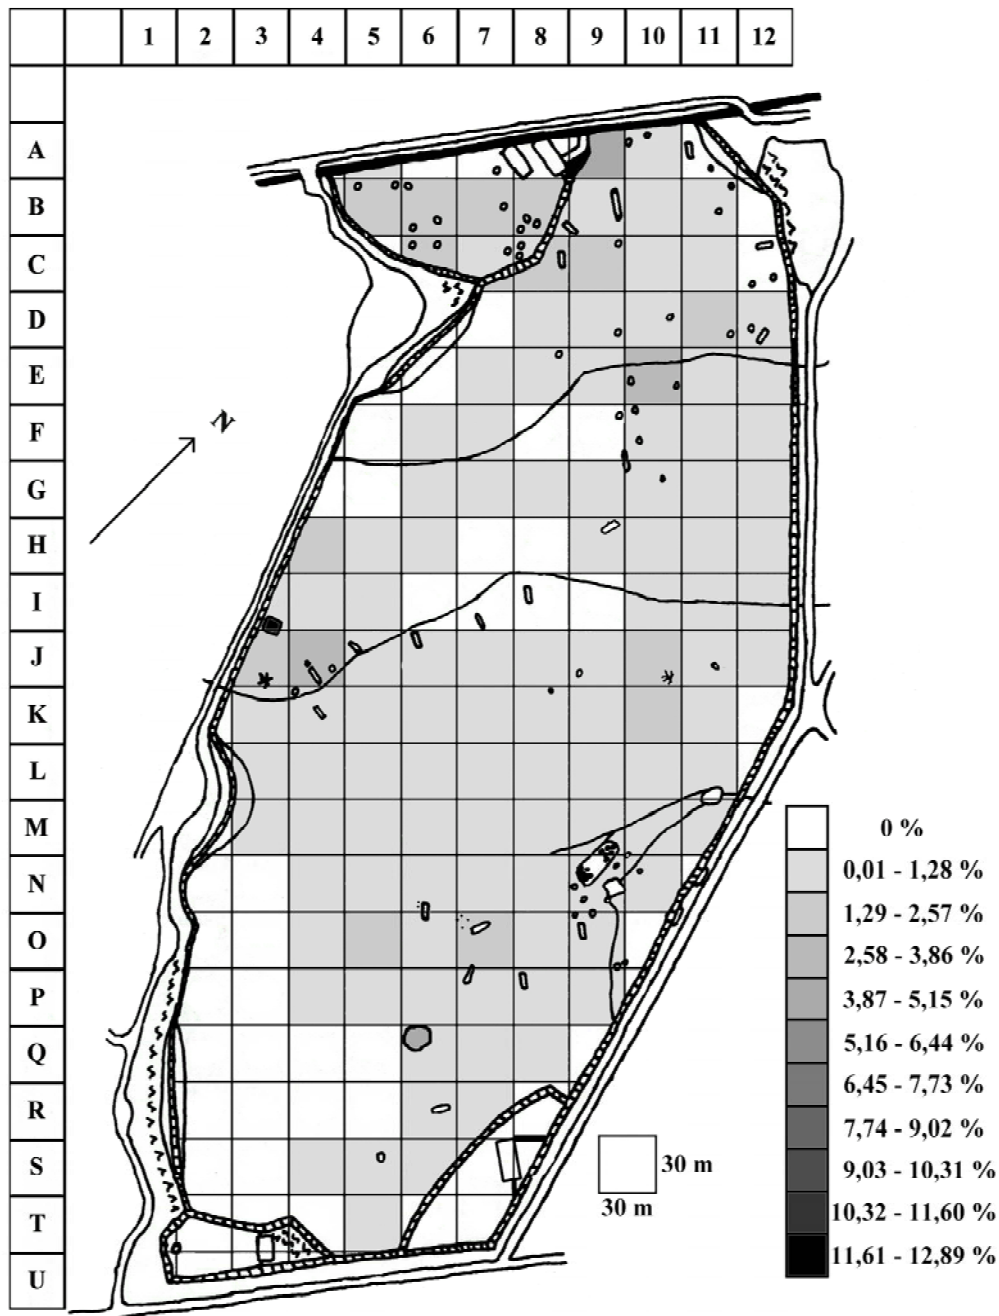 1 2 3 4 5 6 7 8 9 10 11 12
A
B
C
D
E
F
G
H
I
J
K
L
M
N
O
P
Q
R
S
T
U
N
0 %
0,01 - 1,28 %
1,29 - 2,57 %
2,58 - 3,86 %
3,87 - 5,15 %
5,16 - 6,44 %
6,45 - 7,73 %
7,74 - 9,02 %
9,03 - 10,31 %
10,32 - 11,60 %
11,61 - 12,89 %
30 m
30 m